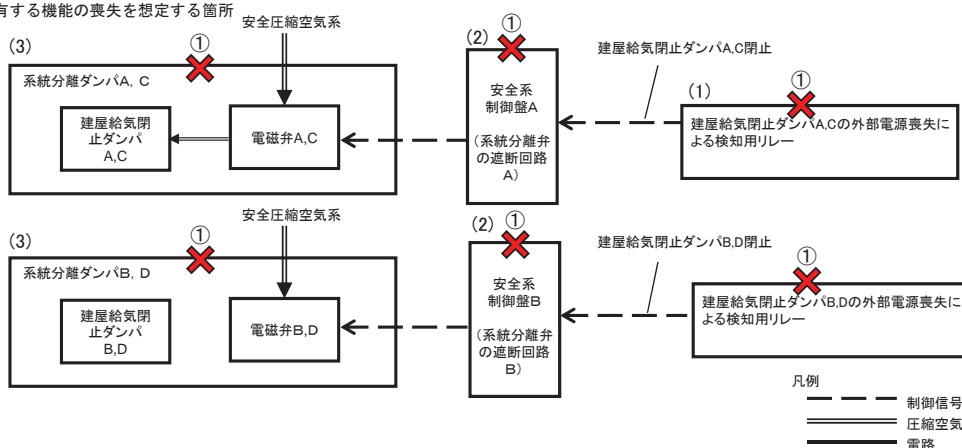 有する機能の喪失を想定する箇所
安全圧縮空気系
(3)
①
系統分離ダンパA, C
建屋給気閉
止ダンパ
A,C
電磁弁A,C
(2)
①
安全系
制御盤A
(系統分離弁
の遮断回路
A)
建屋給気閉止ダンパA,C閉止
(1)
①
建屋給気閉止ダンパA,Cの外部電源喪失に
よる検知用リレー
安全圧縮空気系
(3)
①
系統分離ダンパB, D
建屋給気閉
止ダンパ
B,D
電磁弁B,D
(2)
①
安全系
制御盤B
(系統分離弁
の遮断回路
B)
建屋給気閉止ダンパB,D閉止
①
建屋給気閉止ダンパB,Dの外部電源喪失に
よる検知用リレー
凡例
制御信号
圧縮空気
電路